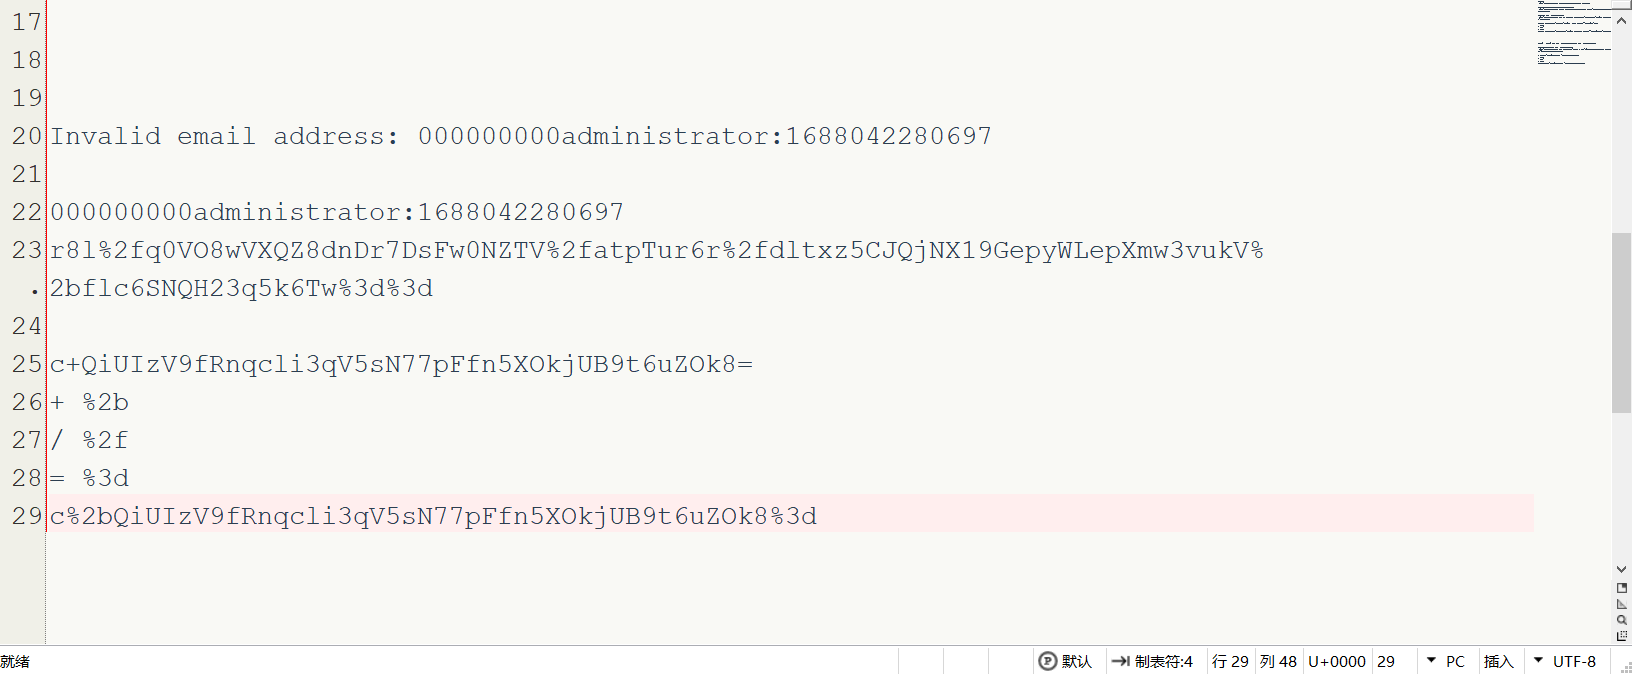 17
18
19
20 Invalid email address: 000000000administrator:1688042280697
21
22 000000000administrator:1688042280697
23 r8l%2fq0VO8wVXQZ8dnDr7DsFw0NZTV%2fatpTur6r%2fdltxz5CJQjNX19GepyWLepXmw3vukV%
2bflc6SNQH23q5k6Tw%3d%3d
24
25 c+QiUIzV9fRnqcli3qV5sN77pFfn5XOkjUB9t6uZOk8=
26 + %2b
27 / %2f
28 = %3d
29 c%2bQiUIzV9fRnqcli3qV5sN77pFfn5XOkjUB9t6uZOk8%3d
就绪 默认 制表符:4 行 29 列 48 U+0000 29 PC 插入 UTF-8